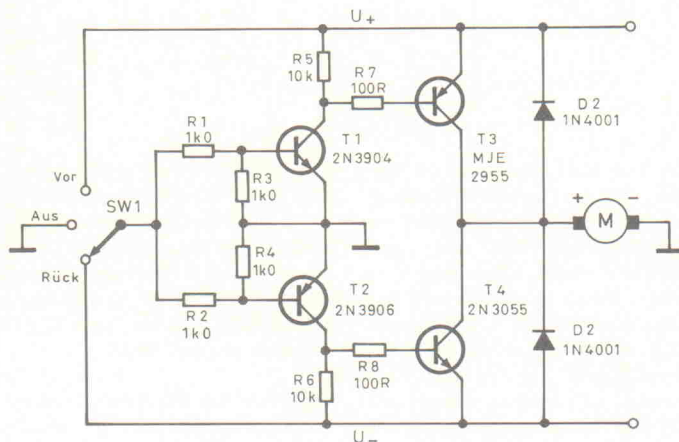 U+
R5
10k
R7
100R
D2
1N4001
R1
1k0
T1
2N3904
T3
MJE
2955
Vor
R3
1k0
SW1
Aus
+
M
-
Rück
R4
1k0
T2
2N3906
T4
2N3055
R2
1k0
D2
1N4001
R8
100R
R6
10k
U-